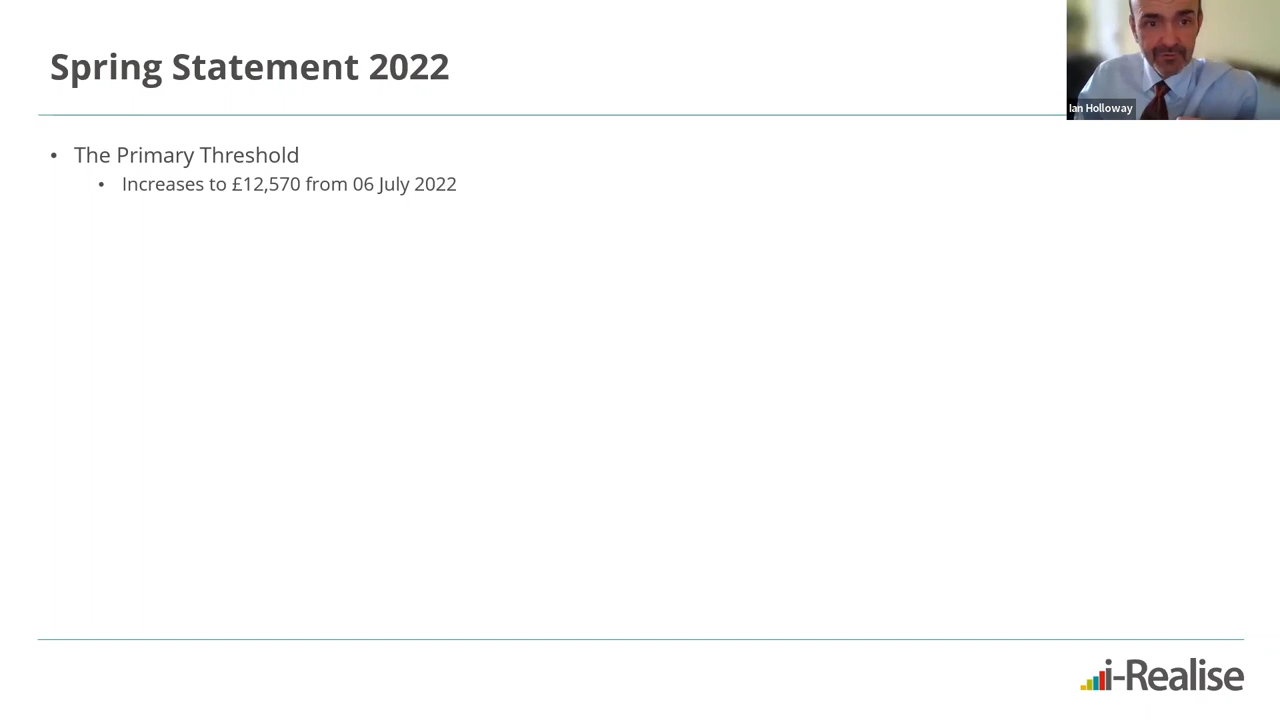 Spring Statement 2022
Ian Holloway
• The Primary Threshold
• Increases to £12,570 from 06 July 2022
i-Realise